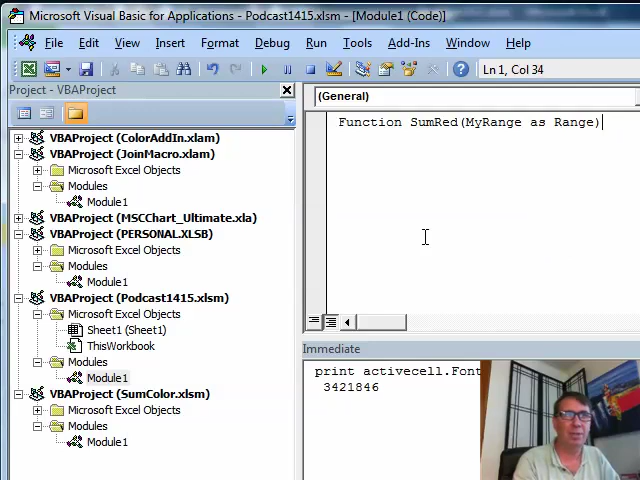 Microsoft Visual Basic for Applications - Podcast1415.xlsm - [Module1 (Code)]
File Edit View Insert Format Debug Run Tools Add-Ins Window Help
Ln 1, Col 34
Project - VBAProject
(General)
Function SumRed(MyRange as Range)
VBAProject (ColorAddIn.xlam)
VBAProject (JoinMacro.xlam)
Microsoft Excel Objects
Modules
Module1
VBAProject (MSCChart_Ultimate.xla)
VBAProject (PERSONAL.XLSB)
Microsoft Excel Objects
Modules
Module1
VBAProject (Podcast1415.xlsm)
Microsoft Excel Objects
Sheet1 (Sheet1)
ThisWorkbook
Modules
Module1
VBAProject (SumColor.xlsm)
Microsoft Excel Objects
Modules
Module1
Immediate
print activecell.Font
3421846